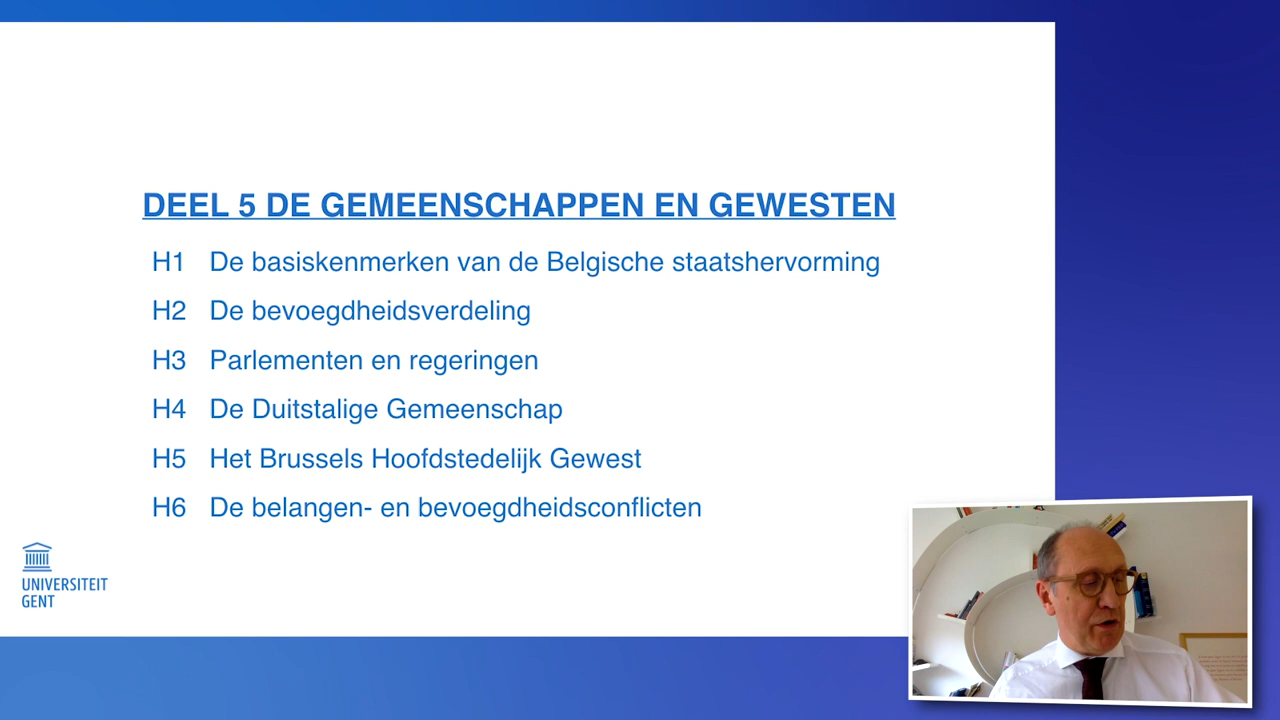 DEEL 5 DE GEMEENSCHAPPEN EN GEWESTEN
H1 De basiskenmerken van de Belgische staatshervorming
H2 De bevoegdheidsverdeling
H3 Parlementen en regeringen
H4 De Duitstalige Gemeenschap
H5 Het Brussels Hoofdstedelijk Gewest
H6 De belangen- en bevoegdheidsconflicten
UNIVERSITEIT
GENT